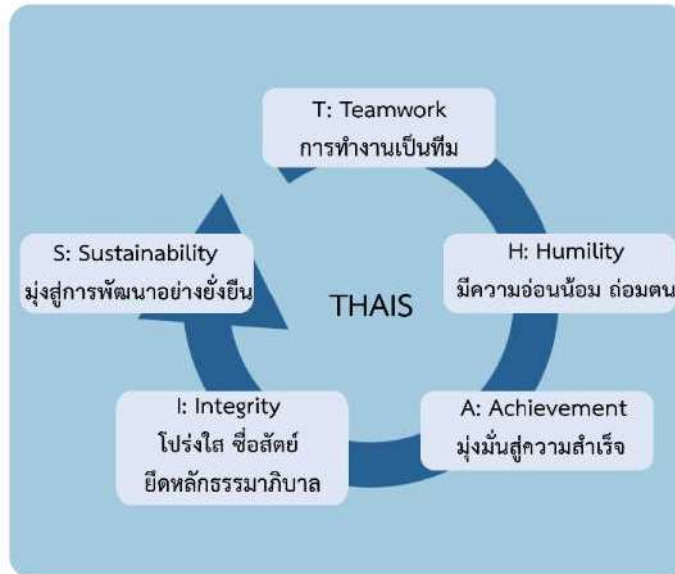 T: Teamwork
การทำงานเป็นทีม
H: Humility
มีความอ่อนน้อม ถ่อมตน
A: Achievement
มุ่งมั่นสู่ความสำเร็จ
I: Integrity
โปร่งใส ซื่อสัตย์
ยึดหลักธรรมาภิบาล
S: Sustainability
มุ่งสู่การพัฒนาอย่างยั่งยืน
THAIS